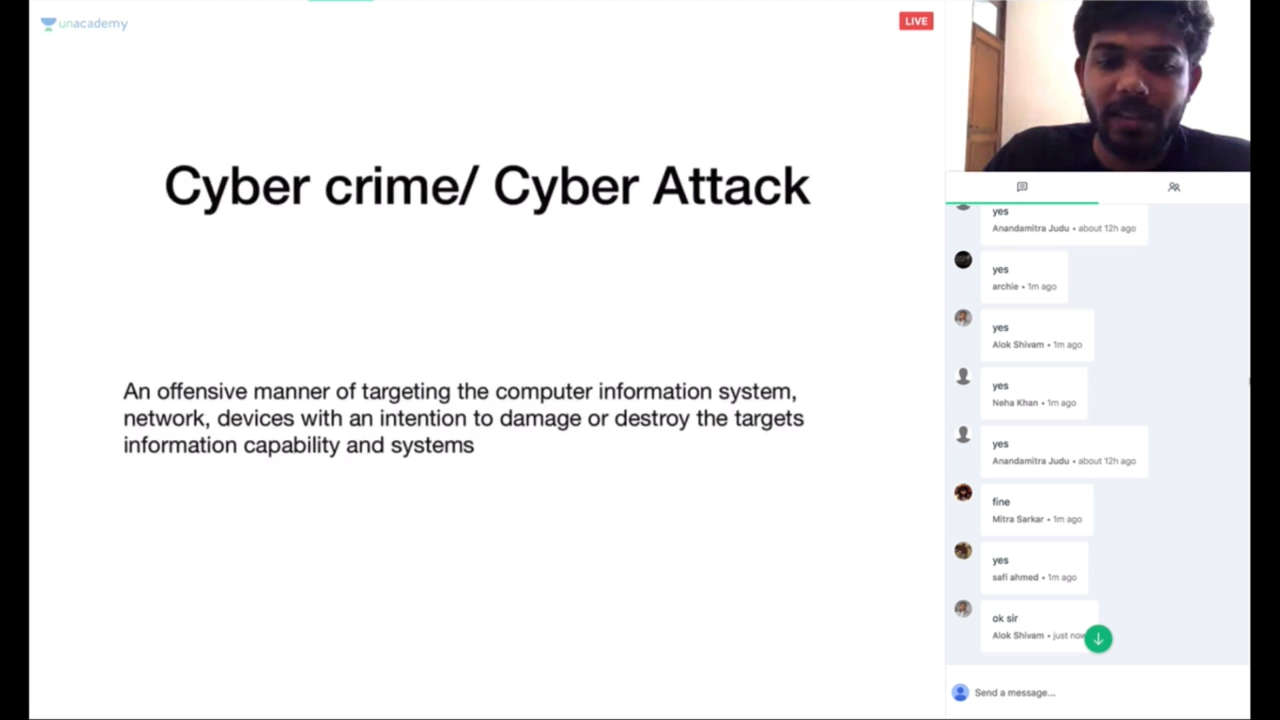 unacademy
LIVE
Cyber crime/ Cyber Attack
An offensive manner of targeting the computer information system,
network, devices with an intention to damage or destroy the targets
information capability and systems
yes
Anandamitra Judu • about 12h ago
yes
archie • 1m ago
yes
Alok Shivam • 1m ago
yes
Neha Khan • 1m ago
yes
Anandamitra Judu • about 12h ago
fine
Mitra Sarkar • 1m ago
yes
safi ahmed • 1m ago
ok sir
Alok Shivam • just now
Send a message...